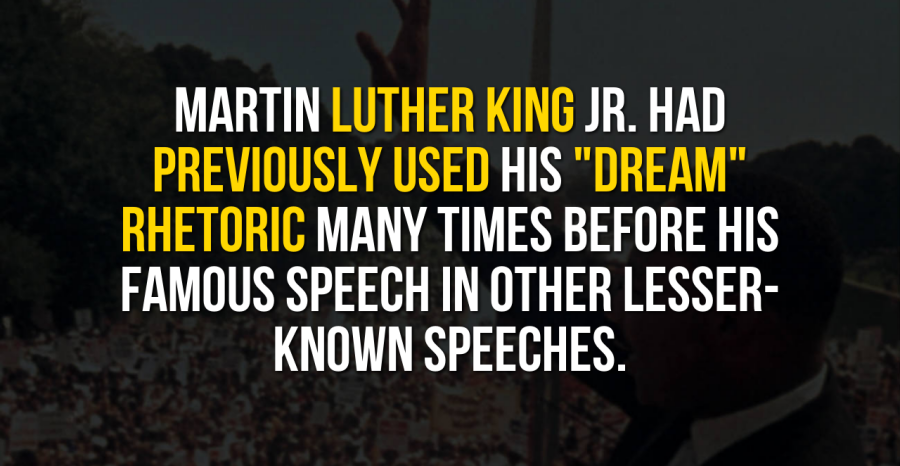 MARTIN LUTHER KING JR. HAD
PREVIOUSLY USED HIS "DREAM"
RHETORIC MANY TIMES BEFORE HIS
FAMOUS SPEECH IN OTHER LESSER-
KNOWN SPEECHES.